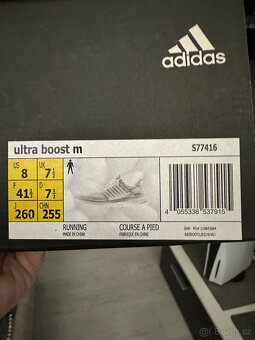 adidas
ultra boost m
S77416
US 8 UK 7½
F 41⅓ D 7½
J 260 CHN 255
4 055338 537915
RUNNING
MADE IN CHINA
COURSE A PIED
FABRIQUE EN CHINE